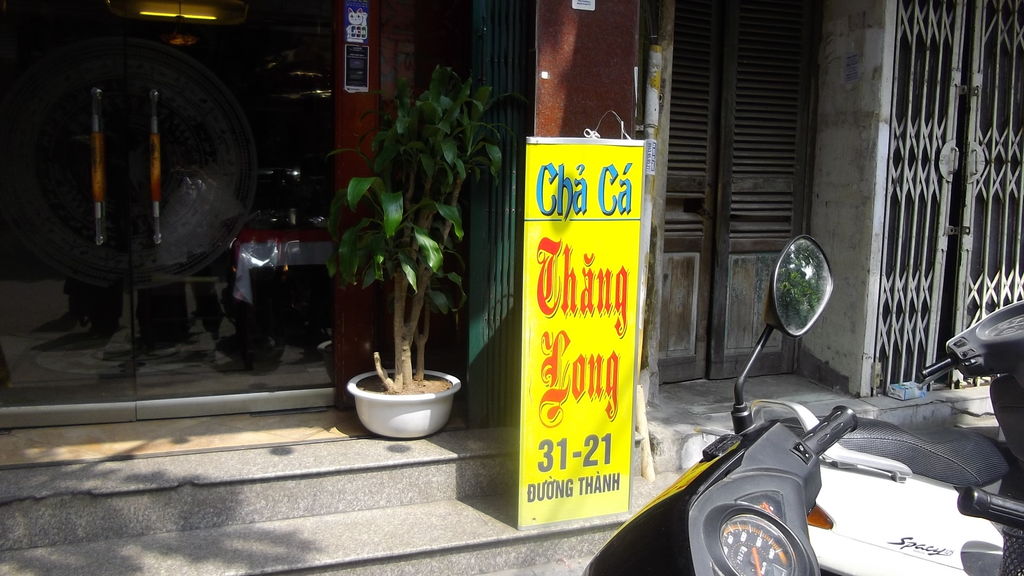 Chả Cá
Thăng
Long
31-21
ĐƯỜNG THÀNH
Spacy